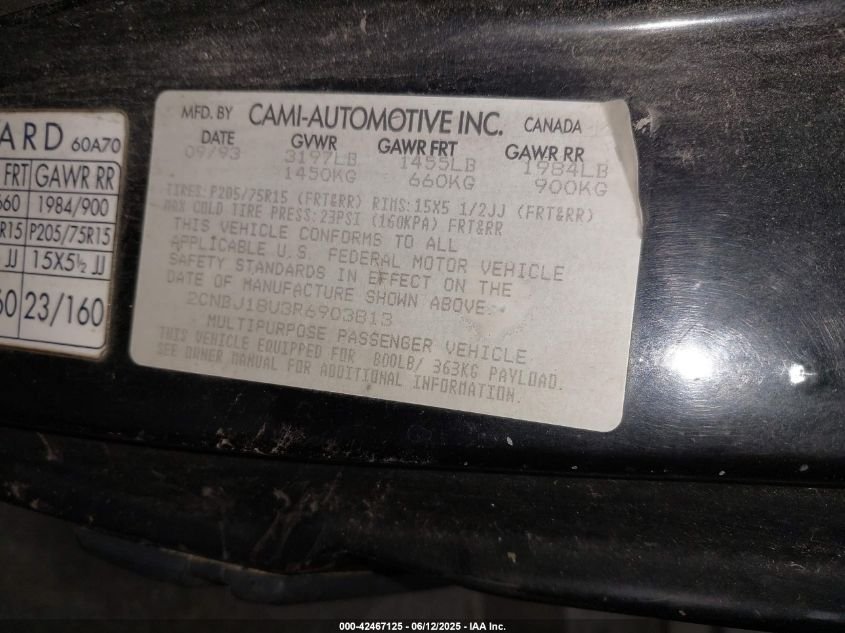 ARD 60A70
FRT GAWR RR
660 1984/900
R15 P205/75R15
JJ 15X5½ JJ
60 23/160
MFD. BY CAMI-AUTOMOTIVE INC. CANADA
DATE GVWR GAWR FRT GAWR RR
09/93 3197LB 1455LB 1984LB
1450KG 660KG 900KG
TIRES:P205/75R15 (FRT&RR) RIMS:15X5 1/2JJ (FRT&RR)
MAX COLD TIRE PRESS:23PSI (160KPA) FRT&RR
THIS VEHICLE CONFORMS TO ALL
APPLICABLE U.S. FEDERAL MOTOR VEHICLE
SAFETY STANDARDS IN EFFECT ON THE
DATE OF MANUFACTURE SHOWN ABOVE.
2CNBJ18U3R6903813
MULTIPURPOSE PASSENGER VEHICLE
THIS VEHICLE EQUIPPED FOR 800LB/ 363KG PAYLOAD.
SEE OWNER MANUAL FOR ADDITIONAL INFORMATION.
000-42467125 - 06/12/2025 - IAA Inc.